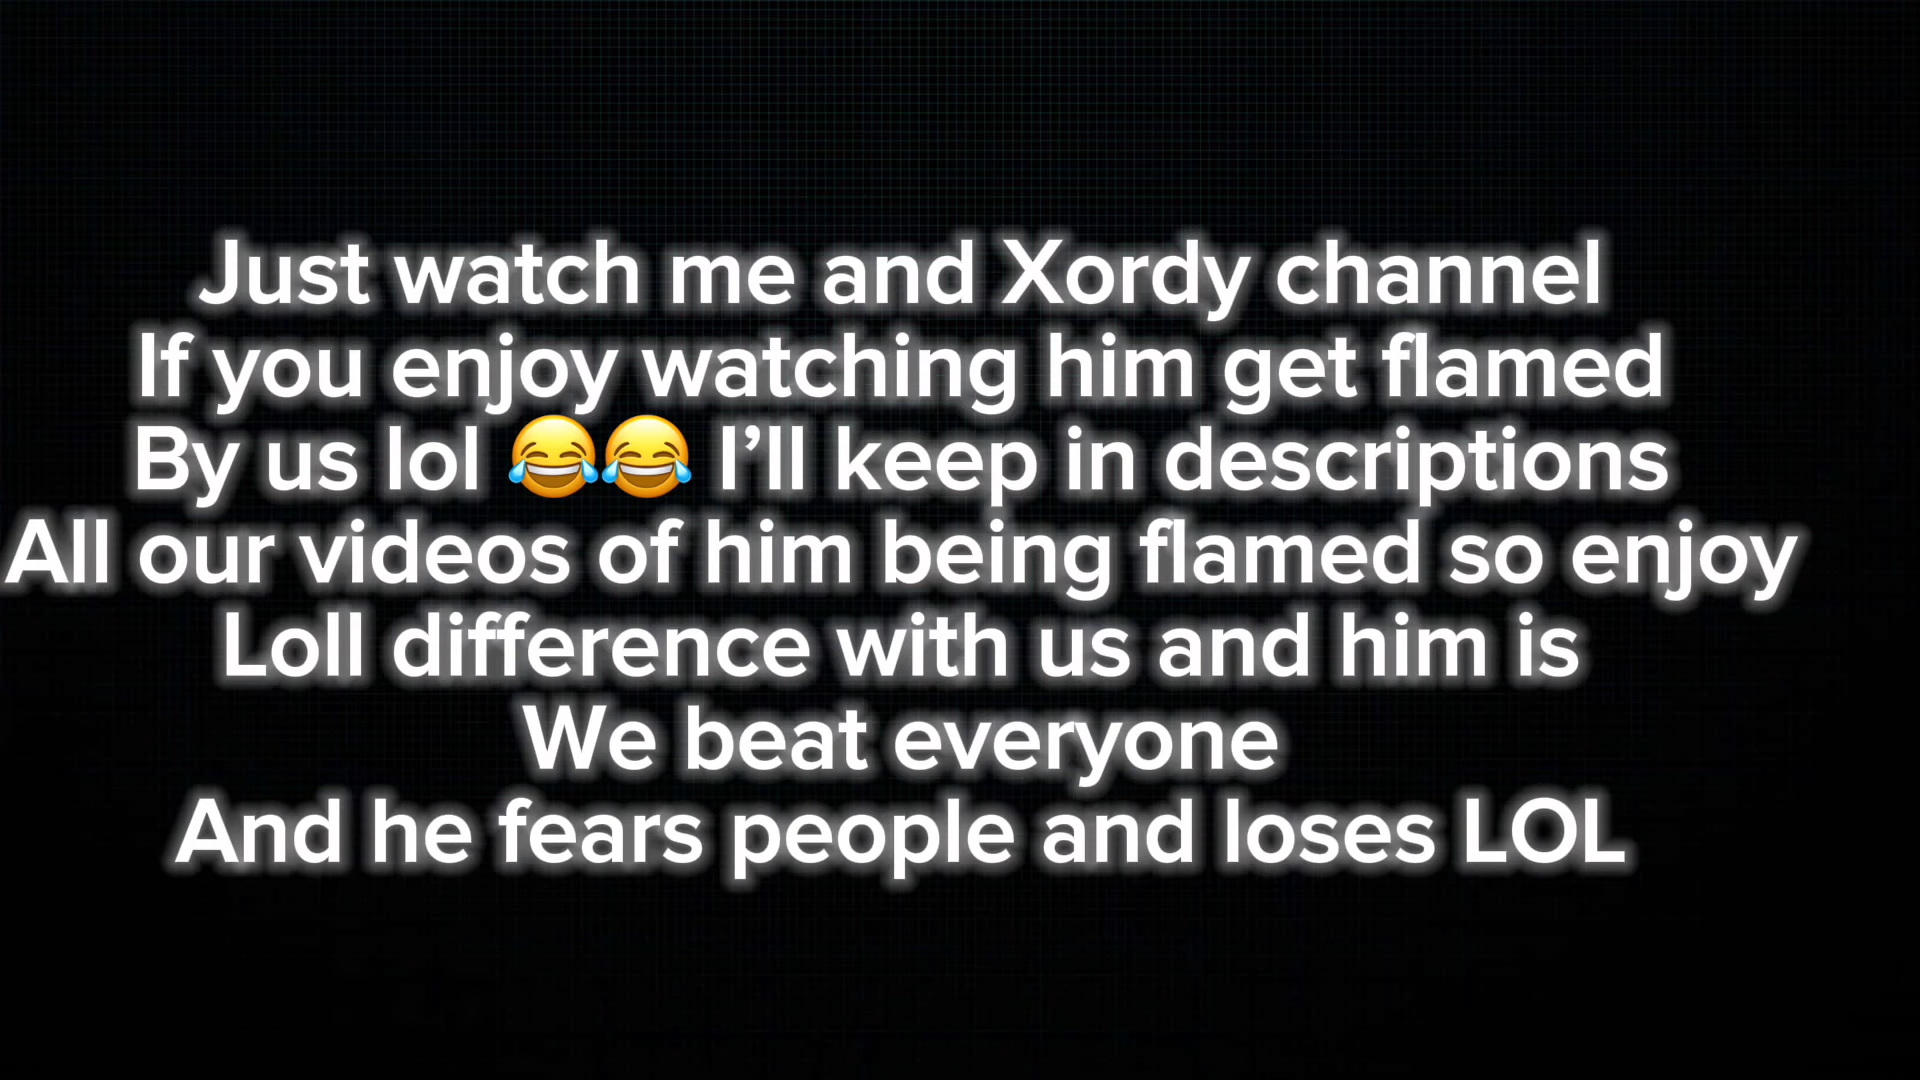 Just watch me and Xordy channel
If you enjoy watching him get flamed
By us lol 😂😂 I’ll keep in descriptions
All our videos of him being flamed so enjoy
Loll difference with us and him is
We beat everyone
And he fears people and loses LOL